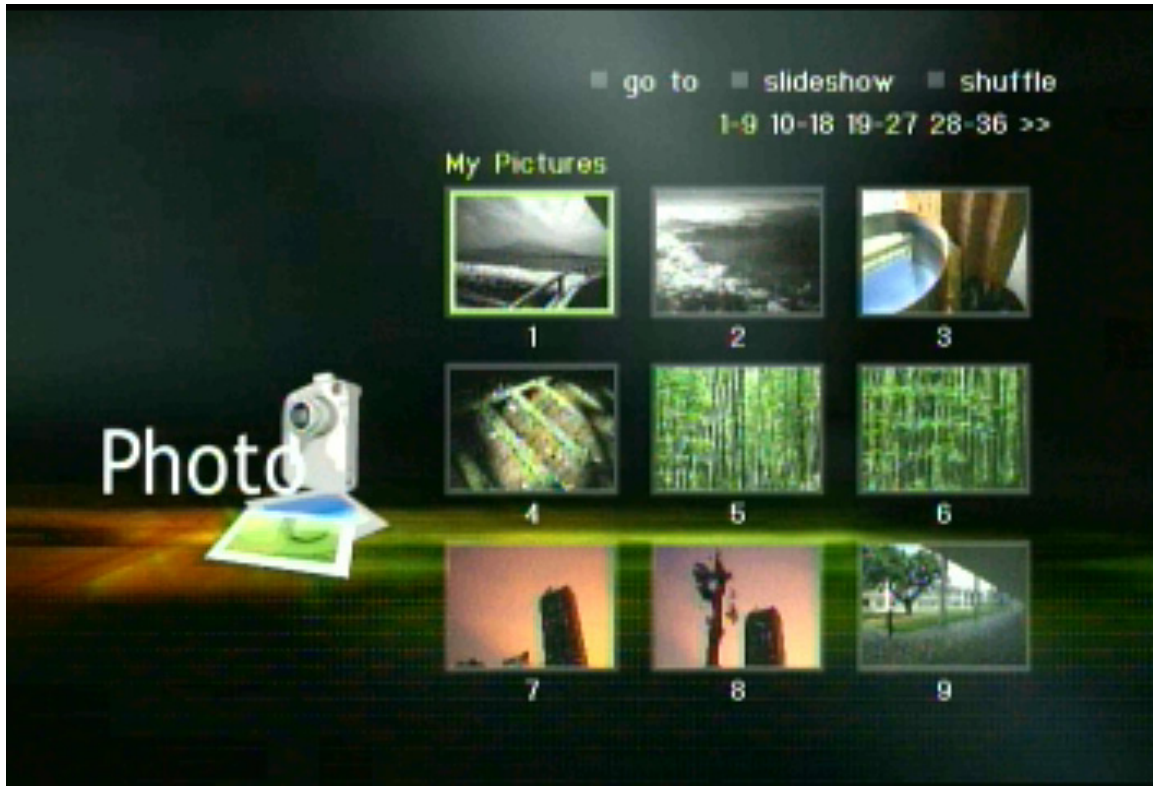 go to slideshow shuffle
1-9 10-18 19-27 28-36 >>
My Pictures
1 2 3
Photo
4 5 6
7 8 9